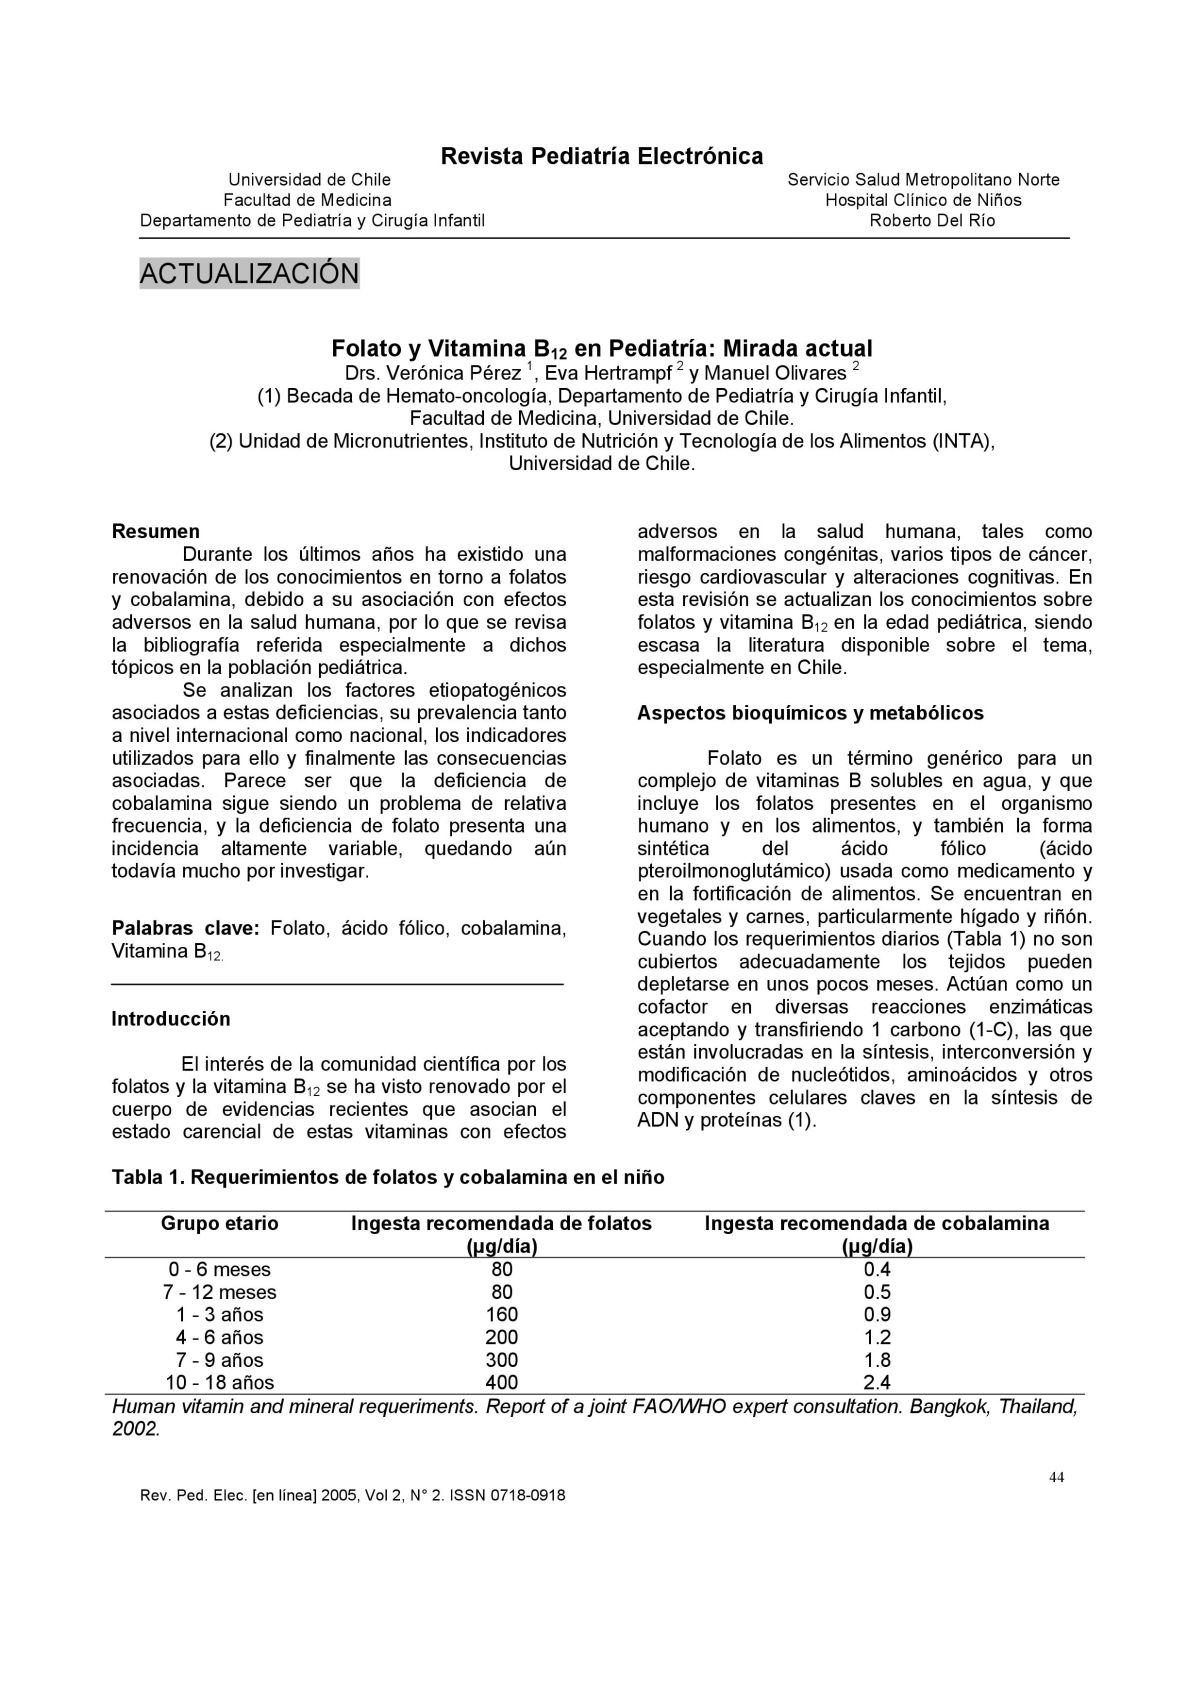 Revista Pediatría Electrónica
Universidad de Chile
Facultad de Medicina
Departamento de Pediatría y Cirugía Infantil
Servicio Salud Metropolitano Norte
Hospital Clínico de Niños
Roberto Del Río
ACTUALIZACIÓN
Folato y Vitamina B12 en Pediatría: Mirada actual
Drs. Verónica Pérez 1, Eva Hertrampf 2 y Manuel Olivares 2
(1) Becada de Hemato-oncología, Departamento de Pediatría y Cirugía Infantil,
Facultad de Medicina, Universidad de Chile.
(2) Unidad de Micronutrientes, Instituto de Nutrición y Tecnología de los Alimentos (INTA),
Universidad de Chile.
Resumen
Durante los últimos años ha existido una
renovación de los conocimientos en torno a folatos
y cobalamina, debido a su asociación con efectos
adversos en la salud humana, por lo que se revisa
la bibliografía referida especialmente a dichos
tópicos en la población pediátrica.
Se analizan los factores etiopatogénicos
asociados a estas deficiencias, su prevalencia tanto
a nivel internacional como nacional, los indicadores
utilizados para ello y finalmente las consecuencias
asociadas. Parece ser que la deficiencia de
cobalamina sigue siendo un problema de relativa
frecuencia, y la deficiencia de folato presenta una
incidencia altamente variable, quedando aún
todavía mucho por investigar.
Palabras clave: Folato, ácido fólico, cobalamina,
Vitamina B12.
Introducción
El interés de la comunidad científica por los
folatos y la vitamina B12 se ha visto renovado por el
cuerpo de evidencias recientes que asocian el
estado carencial de estas vitaminas con efectos
adversos en la salud humana, tales como
malformaciones congénitas, varios tipos de cáncer,
riesgo cardiovascular y alteraciones cognitivas. En
esta revisión se actualizan los conocimientos sobre
folatos y vitamina B12 en la edad pediátrica, siendo
escasa la literatura disponible sobre el tema,
especialmente en Chile.
Aspectos bioquímicos y metabólicos
Folato es un término genérico para un
complejo de vitaminas B solubles en agua, y que
incluye los folatos presentes en el organismo
humano y en los alimentos, y también la forma
sintética del ácido fólico (ácido
pteroilmonoglutámico) usada como medicamento y
en la fortificación de alimentos. Se encuentran en
vegetales y carnes, particularmente hígado y riñón.
Cuando los requerimientos diarios (Tabla 1) no son
cubiertos adecuadamente los tejidos pueden
depletarse en unos pocos meses. Actúan como un
cofactor en diversas reacciones enzimáticas
aceptando y transfiriendo 1 carbono (1-C), las que
están involucradas en la síntesis, interconversión y
modificación de nucleótidos, aminoácidos y otros
componentes celulares claves en la síntesis de
ADN y proteínas (1).
Tabla 1. Requerimientos de folatos y cobalamina en el niño
Grupo etario Ingesta recomendada de folatos Ingesta recomendada de cobalamina
(µg/día) (µg/día)
0 - 6 meses 80 0.4
7 - 12 meses 80 0.5
1 - 3 años 160 0.9
4 - 6 años 200 1.2
7 - 9 años 300 1.8
10 - 18 años 400 2.4
Human vitamin and mineral requeriments. Report of a joint FAO/WHO expert consultation. Bangkok, Thailand,
2002.
44
Rev. Ped. Elec. [en línea] 2005, Vol 2, N° 2. ISSN 0718-0918